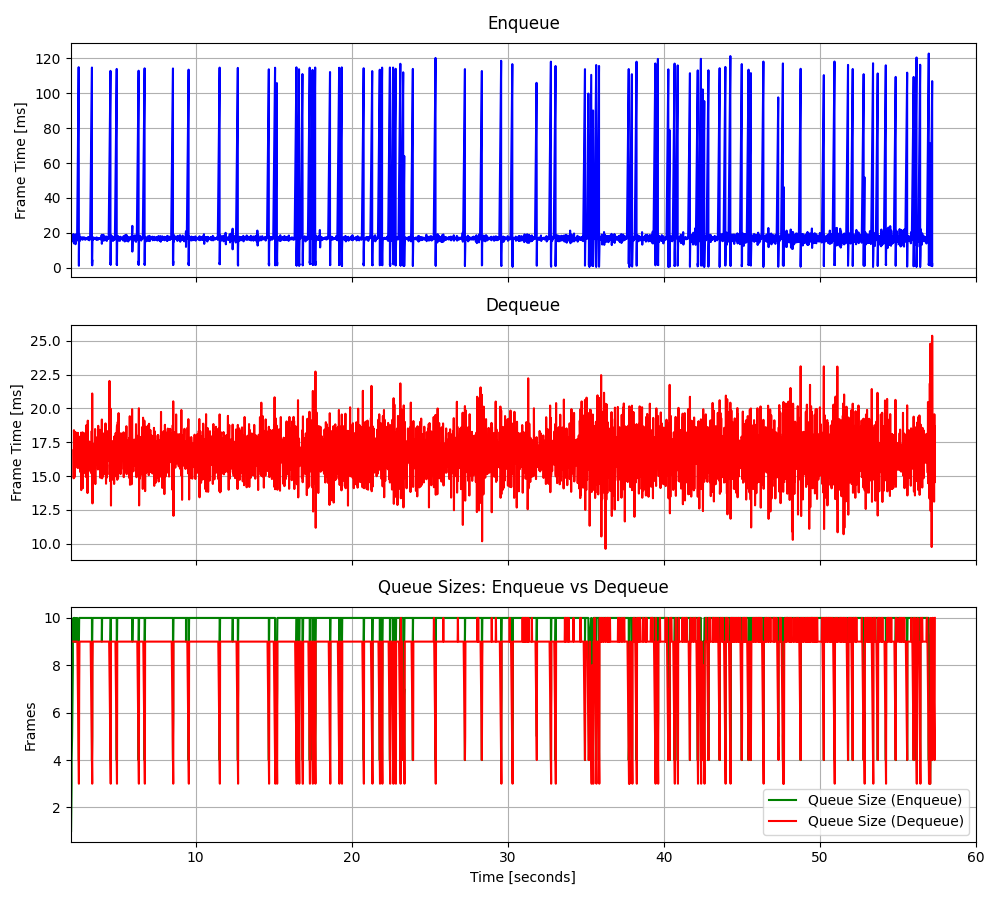 Enqueue
Frame Time [ms]
120
100
80
60
40
20
0
Dequeue
Frame Time [ms]
25.0
22.5
20.0
17.5
15.0
12.5
10.0
Queue Sizes: Enqueue vs Dequeue
Frames
10
8
6
4
2
Queue Size (Enqueue)
Queue Size (Dequeue)
10 20 30 40 50 60
Time [seconds]